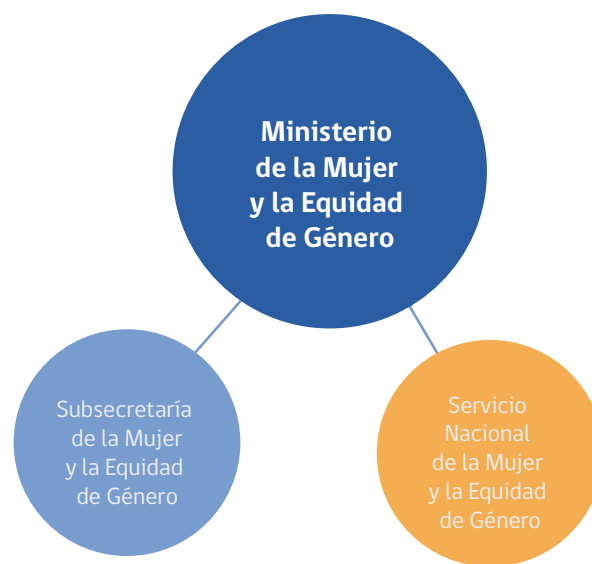 Ministerio
de la Mujer
y la Equidad
de Género
Subsecretaría
de la Mujer
y la Equidad
de Género
Servicio
Nacional
de la Mujer
y la Equidad
de Género